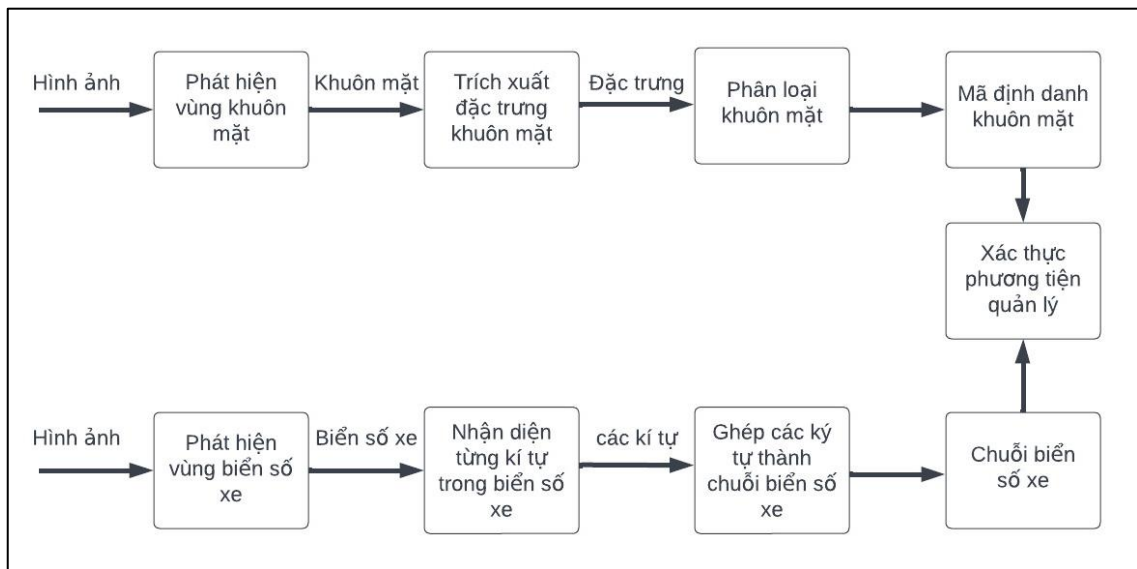 Hình ảnh
Phát hiện
vùng khuôn
mặt
Khuôn mặt
Trích xuất
đặc trưng
khuôn mặt
Đặc trưng
Phân loại
khuôn mặt
Mã định danh
khuôn mặt
Xác thực
phương tiện
quản lý
Hình ảnh
Phát hiện
vùng biển số
xe
Biển số xe
Nhận diện
từng kí tự
trong biển số
xe
các kí tự
Ghép các ký
tự thành
chuỗi biển số
xe
Chuỗi biển
số xe